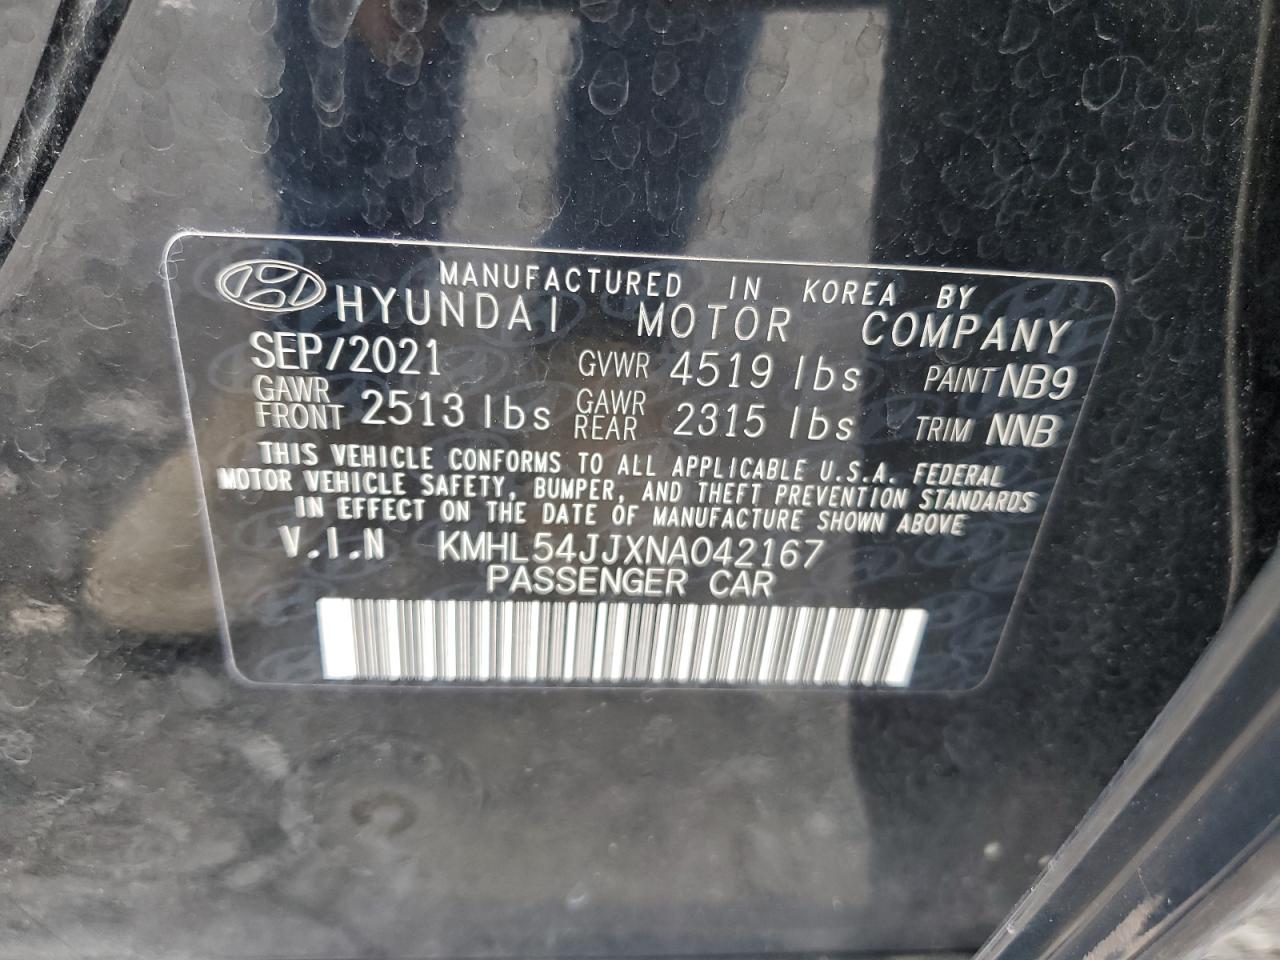 MANUFACTURED IN KOREA BY
HYUNDAI MOTOR COMPANY
SEP/2021 GVWR 4519 lbs PAINT NB9
GAWR FRONT 2513 lbs GAWR REAR 2315 lbs TRIM NNB
THIS VEHICLE CONFORMS TO ALL APPLICABLE U.S.A. FEDERAL
MOTOR VEHICLE SAFETY, BUMPER, AND THEFT PREVENTION STANDARDS
IN EFFECT ON THE DATE OF MANUFACTURE SHOWN ABOVE
V.I.N KMHL54JJXNA042167
PASSENGER CAR